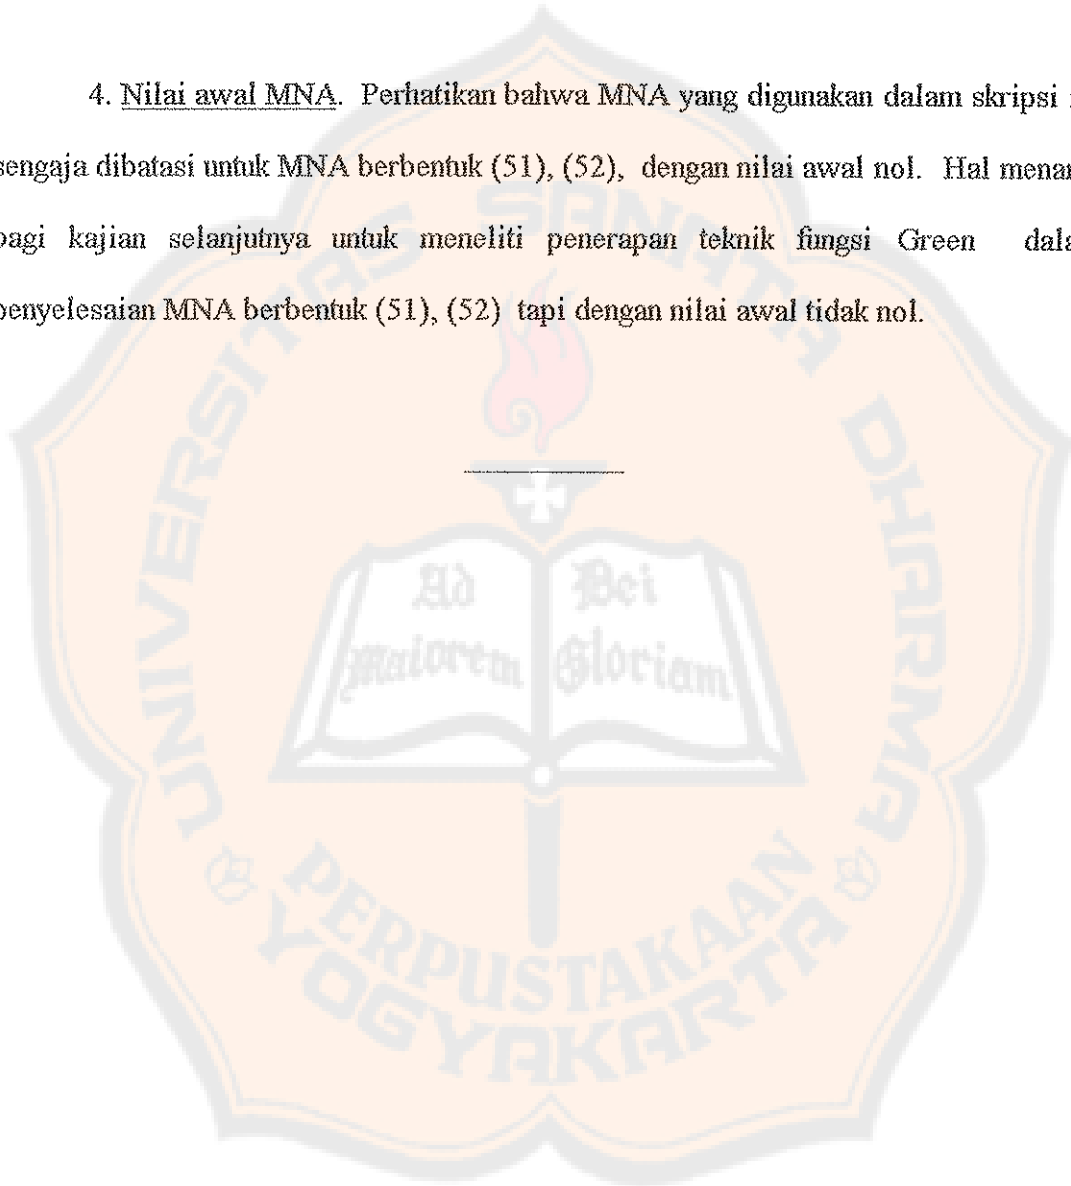 4. Nilai awal MNA. Perhatikan bahwa MNA yang digunakan dalam skripsi
sengaja dibatasi untuk MNA berbentuk (51), (52), dengan nilai awal nol. Hal
bagi kajian selanjutnya untuk meneliti penerapan teknik fungsi Green
penyelesaian MNA berbentuk (51), (52) tapi dengan nilai awal tidak nol.
UNIVERSITAS SANATA DHARMA
Ad Dei
Maiorem Gloriam
PERPUSTAKAAN
YOGYAKARTA